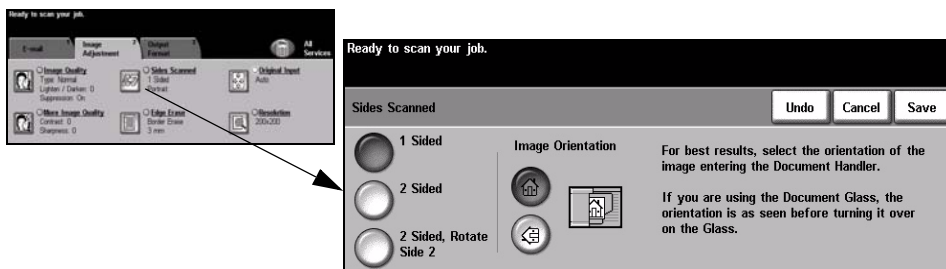 Ready to scan your job.
E-mail
Image Adjustment
2
Output Format
3
All Services
Image Quality
Type: Normal
Lighten / Darken: 0
Suppression: On
Sides Scanned
1 Sided
Portrait
Original Input
Auto
More Image Quality
Contrast: 0
Sharpness: 0
Edge Erase
Border Erase
3 mm
Resolution
200x200
Ready to scan your job.
Sides Scanned
Undo
Cancel
Save
1 Sided
2 Sided
2 Sided, Rotate
Side 2
Image Orientation
For best results, select the orientation of the
image entering the Document Handler.
If you are using the Document Glass, the
orientation is as seen before turning it over
on the Glass.